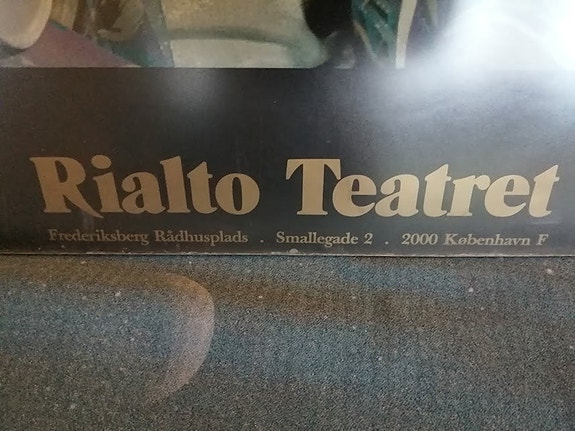 Rialto Teatret
Frederiksberg Rådhusplads . Smallegade 2 . 2000 København F